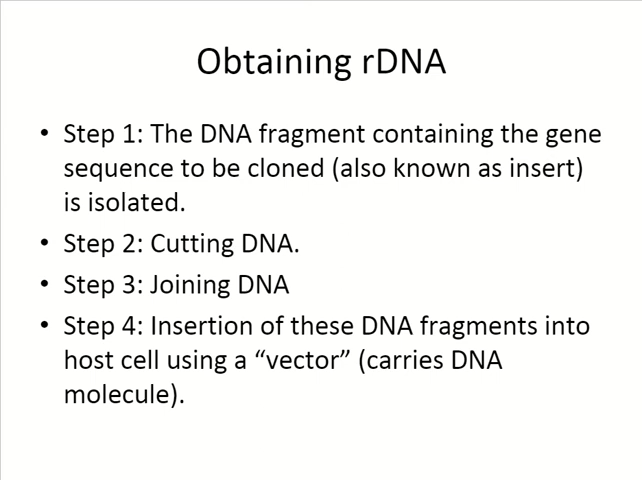 Obtaining rDNA
• Step 1: The DNA fragment containing the gene
sequence to be cloned (also known as insert)
is isolated.
• Step 2: Cutting DNA.
• Step 3: Joining DNA
• Step 4: Insertion of these DNA fragments into
host cell using a “vector” (carries DNA
molecule).